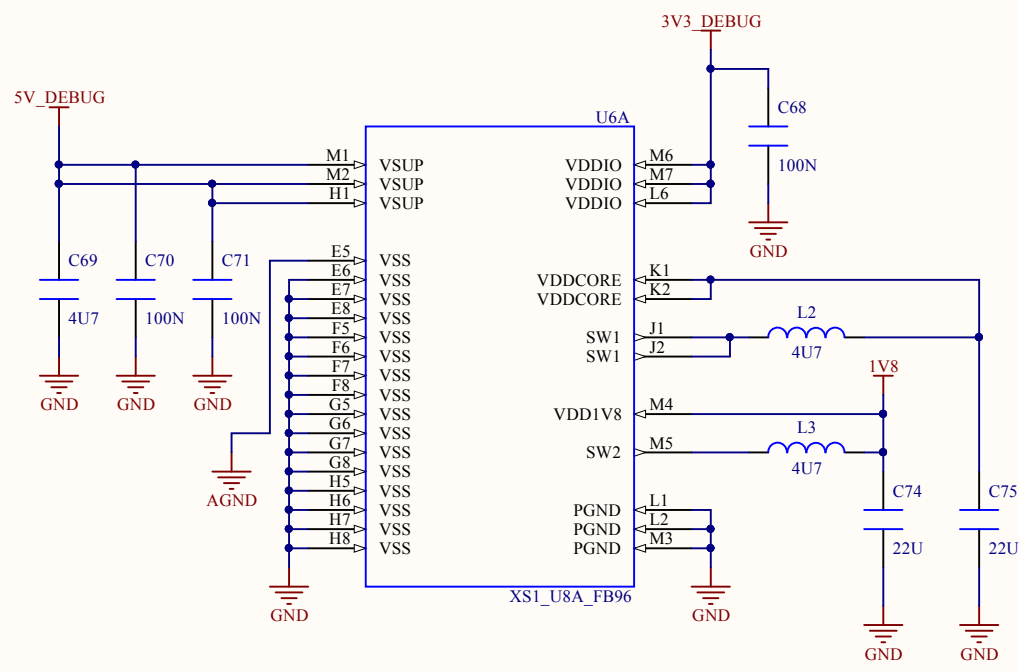 3V3_DEBUG
5V_DEBUG
U6A
C68
100N
GND
M1 VSUP
M2 VSUP
H1 VSUP
VDDIO M6
VDDIO M7
VDDIO L6
C69
4U7
GND
C70
100N
GND
C71
100N
GND
E5 VSS
E6 VSS
E7 VSS
E8 VSS
F5 VSS
F6 VSS
F7 VSS
F8 VSS
G5 VSS
G6 VSS
G7 VSS
G8 VSS
H5 VSS
H6 VSS
H7 VSS
H8 VSS
AGND
GND
VDDCORE K1
VDDCORE K2
SW1 J1
SW1 J2
L2
4U7
1V8
VDD1V8 M4
SW2 M5
L3
4U7
PGND L1
PGND L2
PGND M3
GND
C74
22U
GND
C75
22U
GND
XS1_U8A_FB96